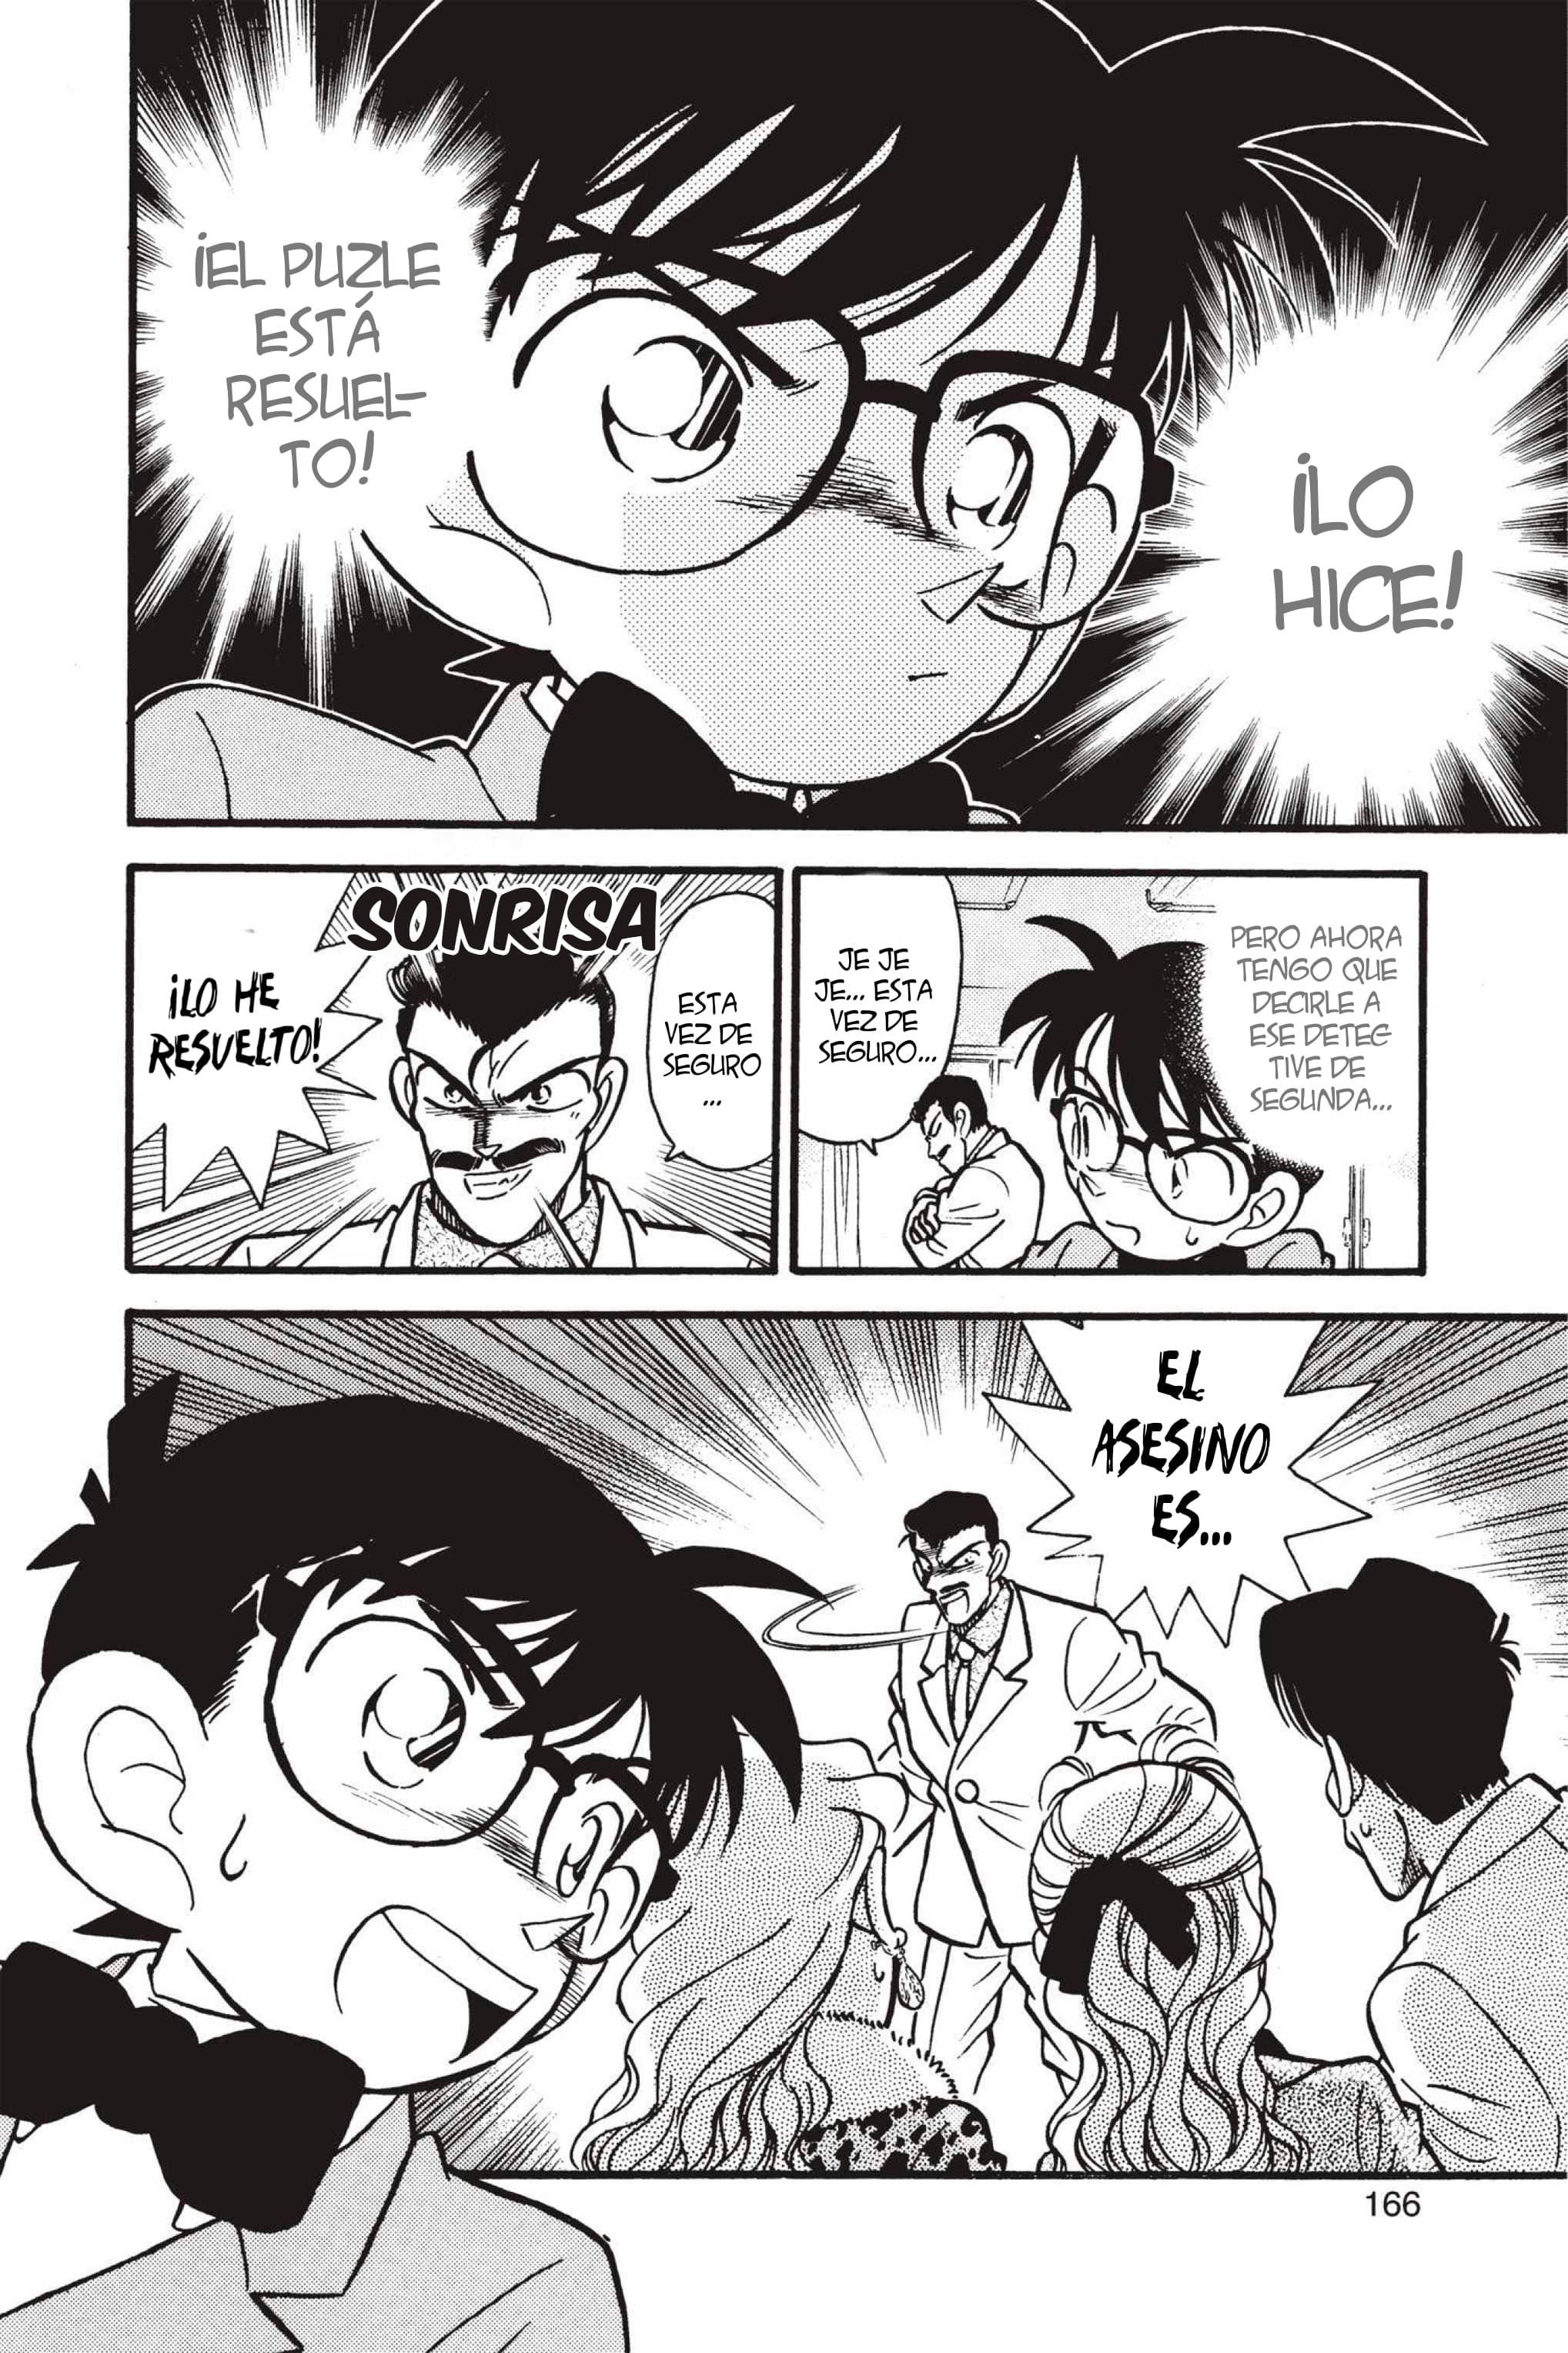 ¡LO
HICE!
¡EL PUZLE
ESTÁ
RESUEL-
TO!
PERO AHORA
TENGO QUE
DECIRLE A
ESE DETEC
TIVE DE
SEGUNDA...
JE JE
JE... ESTA
VEZ DE
SEGURO...
ESTA
VEZ DE
SEGURO
...
SONRISA
¡LO HE
RESUELTO!
EL
ASESINO
ES...
166